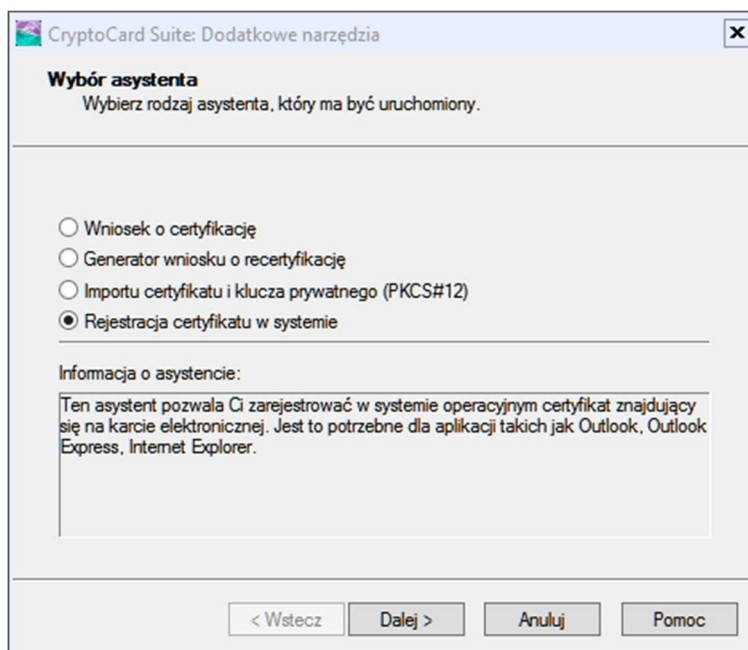 CryptoCard Suite: Dodatkowe narzędzia
Wybór asystenta
Wybierz rodzaj asystenta, który ma być uruchomiony.
Wniosek o certyfikację
Generator wniosku o recertyfikację
Importu certyfikatu i klucza prywatnego (PKCS#12)
Rejestracja certyfikatu w systemie
Informacja o asystencie:
Ten asystent pozwala Ci zarejestrować w systemie operacyjnym certyfikat znajdujący
się na karcie elektronicznej. Jest to potrzebne dla aplikacji takich jak Outlook, Outlook
Express, Internet Explorer.
< Wstecz Dalej > Anuluj Pomoc